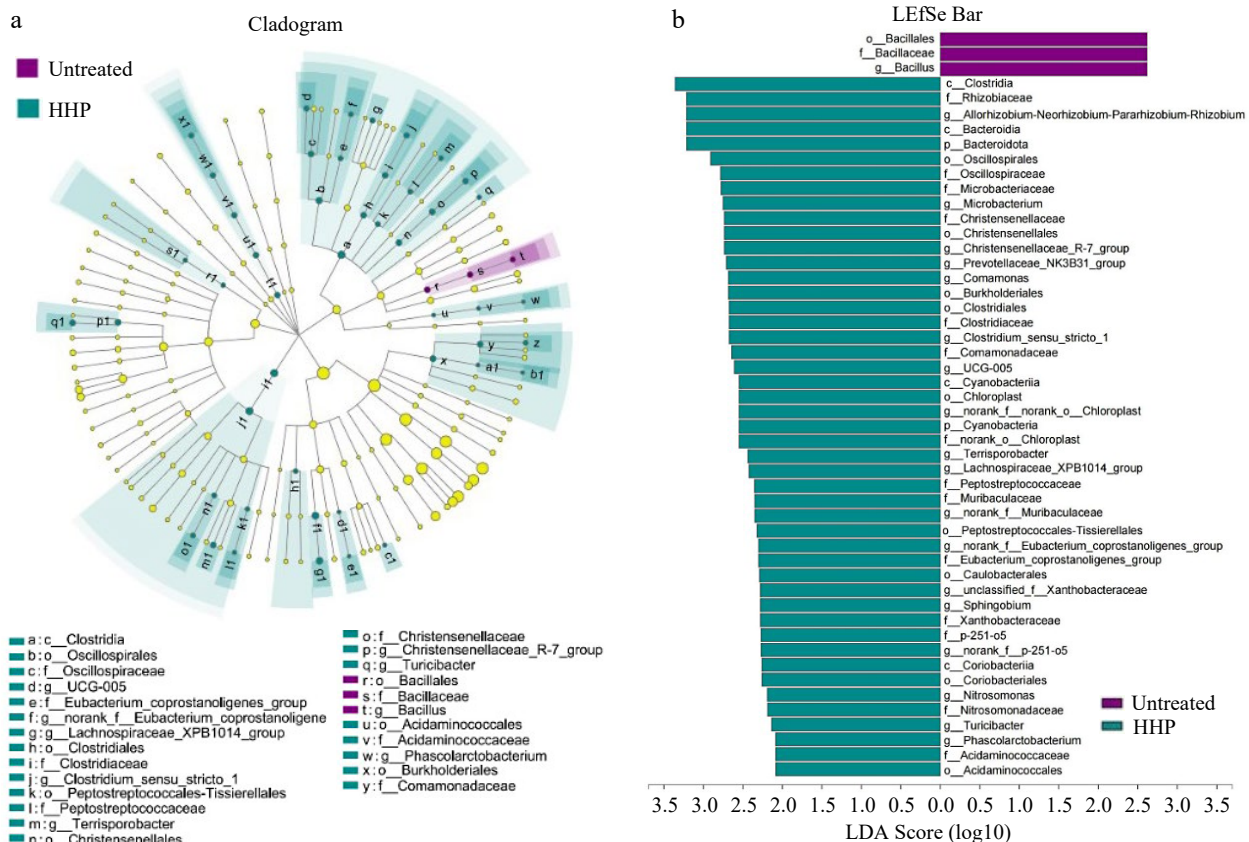 a
Cladogram
Untreated
HHP
a
b
c
d
e
f
g
h
i
j
k
l
m
n
o
p
q
r
s
t
u
v
w
x
y
z
a1
b1
c1
d1
e1
f1
g1
h1
i1
j1
k1
l1
m1
n1
o1
p1
q1
r1
s1
t1
u1
v1
w1
x1
a:c__Clostridia
b:o__Oscillospirales
c:f__Oscillospiraceae
d:g__UCG-005
e:f__Eubacterium_coprostanoligenes_group
f:g__norank_f__Eubacterium_coprostanoligene
g:g__Lachnospiraceae_XPB1014_group
h:o__Clostridiales
i:f__Clostridiaceae
j:g__Clostridium_sensu_stricto_1
k:o__Peptostreptococcales-Tissierellales
l:f__Peptostreptococcaceae
m:g__Terrisporobacter
n:o__Christensenellales
o:f__Christensenellaceae
p:g__Christensenellaceae_R-7_group
q:g__Turicibacter
r:o__Bacillales
s:f__Bacillaceae
t:g__Bacillus
u:o__Acidaminococcales
v:f__Acidaminococcaceae
w:g__Phascolarctobacterium
x:o__Burkholderiales
y:f__Comamonadaceae
b
LEfSe Bar
o__Bacillales
f__Bacillaceae
g__Bacillus
c__Clostridia
f__Rhizobiaceae
g__Allorhizobium-Neorhizobium-Pararhizobium-Rhizobium
c__Bacteroidia
p__Bacteroidota
o__Oscillospirales
f__Oscillospiraceae
f__Microbacteriaceae
g__Microbacterium
f__Christensenellaceae
o__Christensenellales
g__Christensenellaceae_R-7_group
g__Prevotellaceae_NK3B31_group
g__Comamonas
o__Burkholderiales
o__Clostridiales
f__Clostridiaceae
g__Clostridium_sensu_stricto_1
f__Comamonadaceae
g__UCG-005
c__Cyanobacteriia
o__Chloroplast
g__norank_f__norank_o__Chloroplast
p__Cyanobacteria
f__norank_o__Chloroplast
g__Terrisporobacter
g__Lachnospiraceae_XPB1014_group
f__Peptostreptococcaceae
f__Muribaculaceae
g__norank_f__Muribaculaceae
o__Peptostreptococcales-Tissierellales
g__norank_f__Eubacterium_coprostanoligenes_group
f__Eubacterium_coprostanoligenes_group
o__Caulobacterales
g__unclassified_f__Xanthobacteraceae
g__Sphingobium
f__Xanthobacteraceae
f__p-251-o5
g__norank_f__p-251-o5
c__Coriobacteriia
o__Coriobacteriales
g__Nitrosomonas
f__Nitrosomonadaceae
g__Turicibacter
g__Phascolarctobacterium
f__Acidaminococcaceae
o__Acidaminococcales
Untreated
HHP
3.5 3.0 2.5 2.0 1.5 1.0 0.5 0.0 0.5 1.0 1.5 2.0 2.5 3.0 3.5
LDA Score (log10)